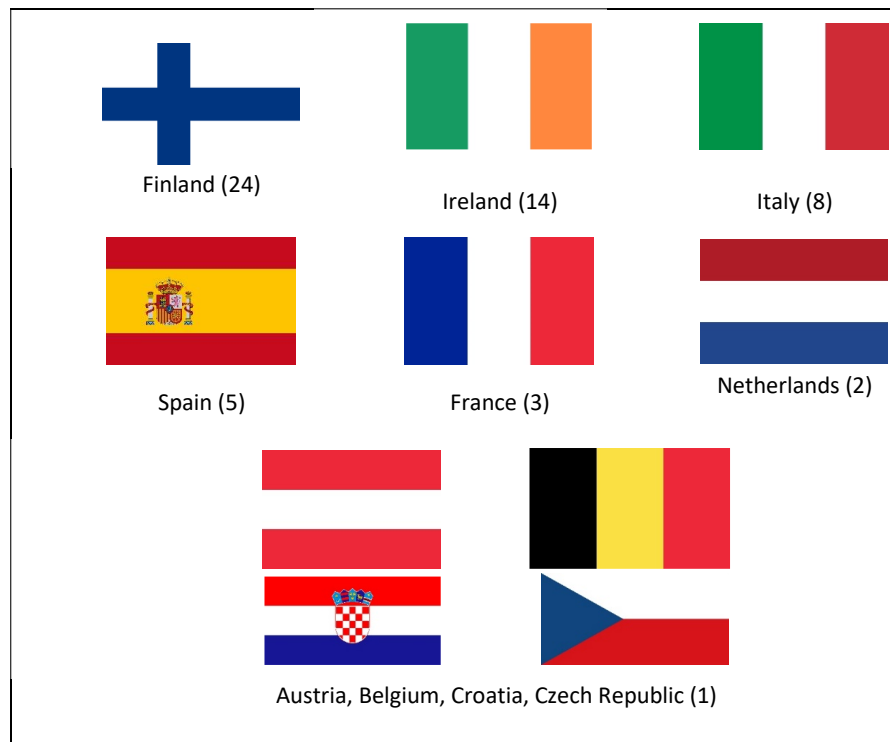 Finland (24)
Ireland (14)
Italy (8)
Spain (5)
France (3)
Netherlands (2)
Austria, Belgium, Croatia, Czech Republic (1)